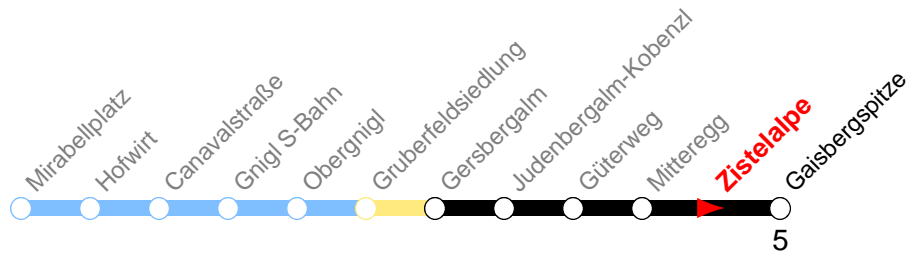 Mirabellplatz
Hofwirt
Canavalstraße
Gnigl S-Bahn
Obergnigl
Gruberfeldsiedlung
Gersbergalm
Judenbergalm-Kobenzl
Güterweg
Mitteregg
Zistelalpe
Gaisbergspitze
5